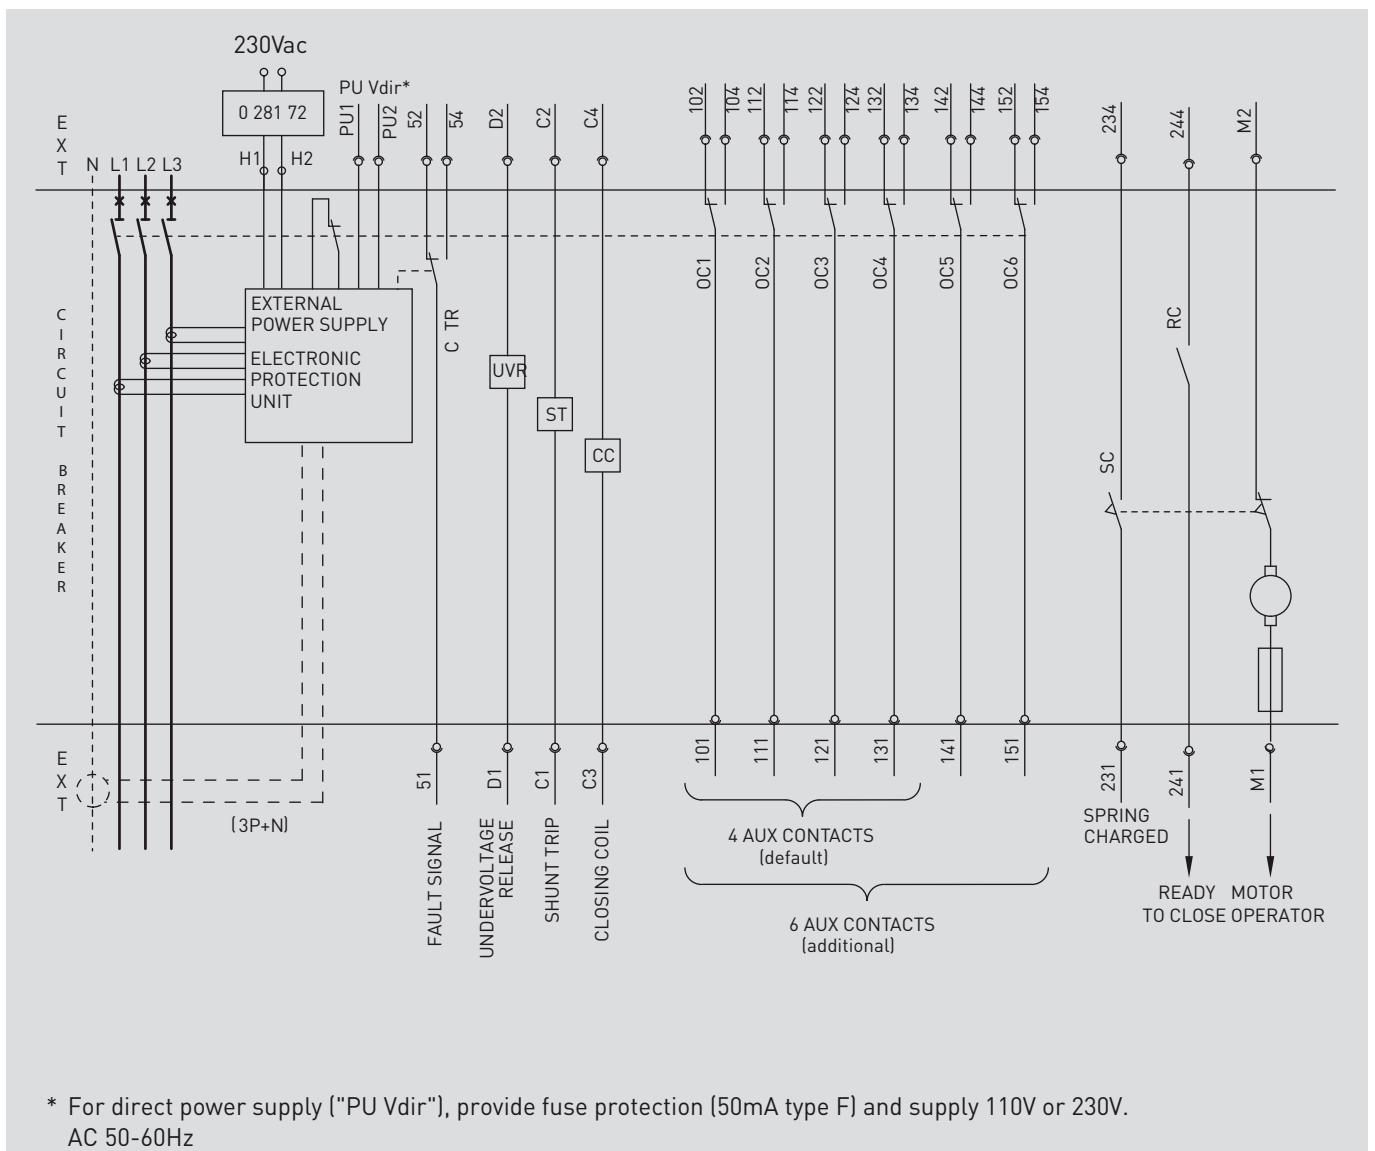 230Vac
0 281 72
PU Vdir*
PU1
PU2
52
54
D2
C2
C4
102
104
112
114
122
124
132
134
142
144
152
154
234
244
M2
EXT
H1
H2
N L1 L2 L3
CIRCUIT BREAKER
EXTERNAL
POWER SUPPLY
ELECTRONIC
PROTECTION
UNIT
C TR
UVR
ST
CC
OC1
OC2
OC3
OC4
OC5
OC6
RC
SC
EXT
(3P+N)
51
D1
C1
C3
101
111
121
131
141
151
231
241
M1
FAULT SIGNAL
UNDERVOLTAGE
RELEASE
SHUNT TRIP
CLOSING COIL
4 AUX CONTACTS
(default)
6 AUX CONTACTS
(additional)
SPRING
CHARGED
READY
TO CLOSE
MOTOR
OPERATOR
* For direct power supply ("PU Vdir"), provide fuse protection (50mA type F) and supply 110V or 230V.
AC 50-60Hz